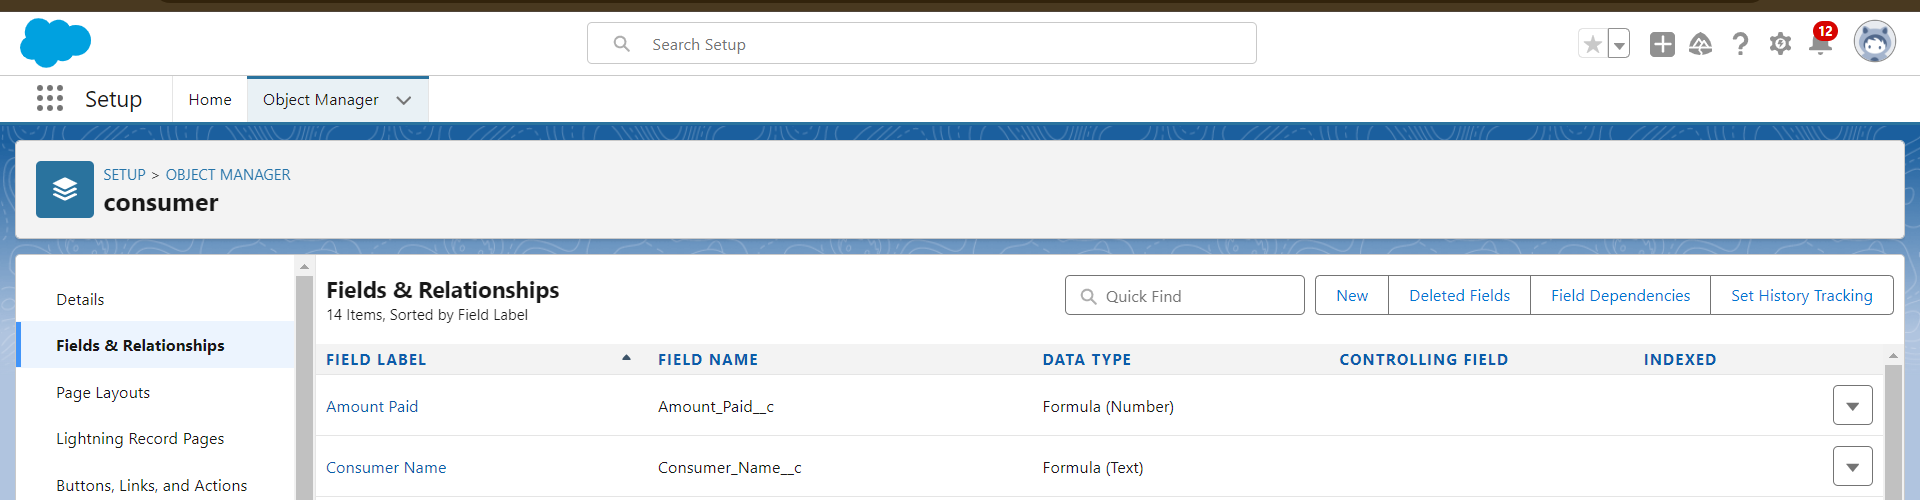 Search Setup
12
Setup
Home
Object Manager
SETUP > OBJECT MANAGER
consumer
Details
Fields & Relationships
Page Layouts
Lightning Record Pages
Buttons, Links, and Actions
Fields & Relationships
14 Items, Sorted by Field Label
Quick Find
New
Deleted Fields
Field Dependencies
Set History Tracking
FIELD LABEL FIELD NAME DATA TYPE CONTROLLING FIELD INDEXED
Amount Paid Amount_Paid__c Formula (Number)
Consumer Name Consumer_Name__c Formula (Text)